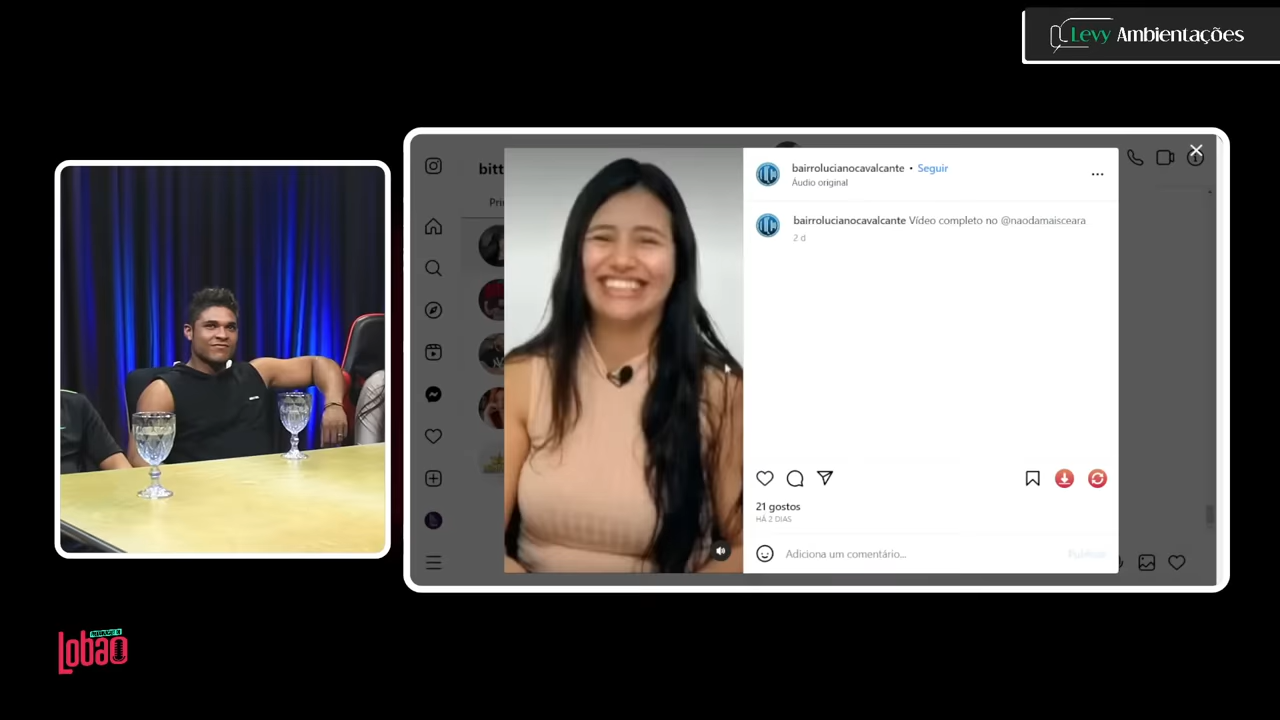 Levy Ambientações
bitt
Pri
bairrolucianocavalcante • Seguir
Áudio original
bairrolucianocavalcante Vídeo completo no @naodamaisceara
2 d
21 gostos
HÁ 2 DIAS
Adiciona um comentário...
Publicar
Lobão